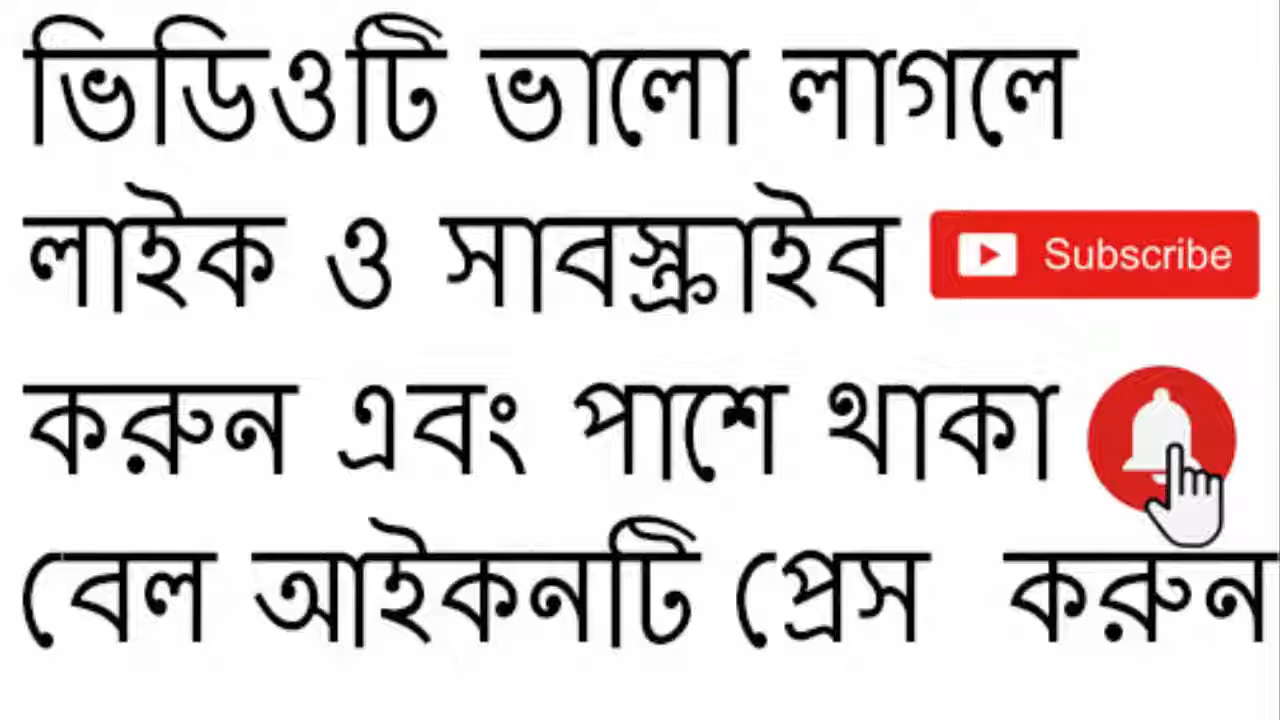 ভিডিওটি ভালো লাগলে
লাইক ও সাবস্ক্রাইব Subscribe
করুন এবং পাশে থাকা
বেল আইকনটি প্রেস করুন